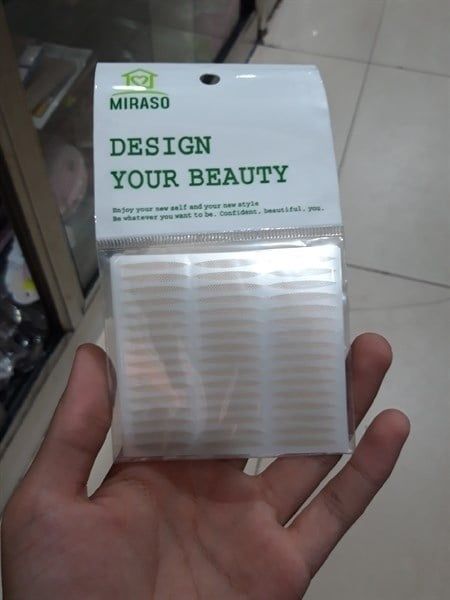 MIRASO
DESIGN
YOUR BEAUTY
Enjoy your new self and your new style
Be whatever you want to be. Confident, beautiful, you.